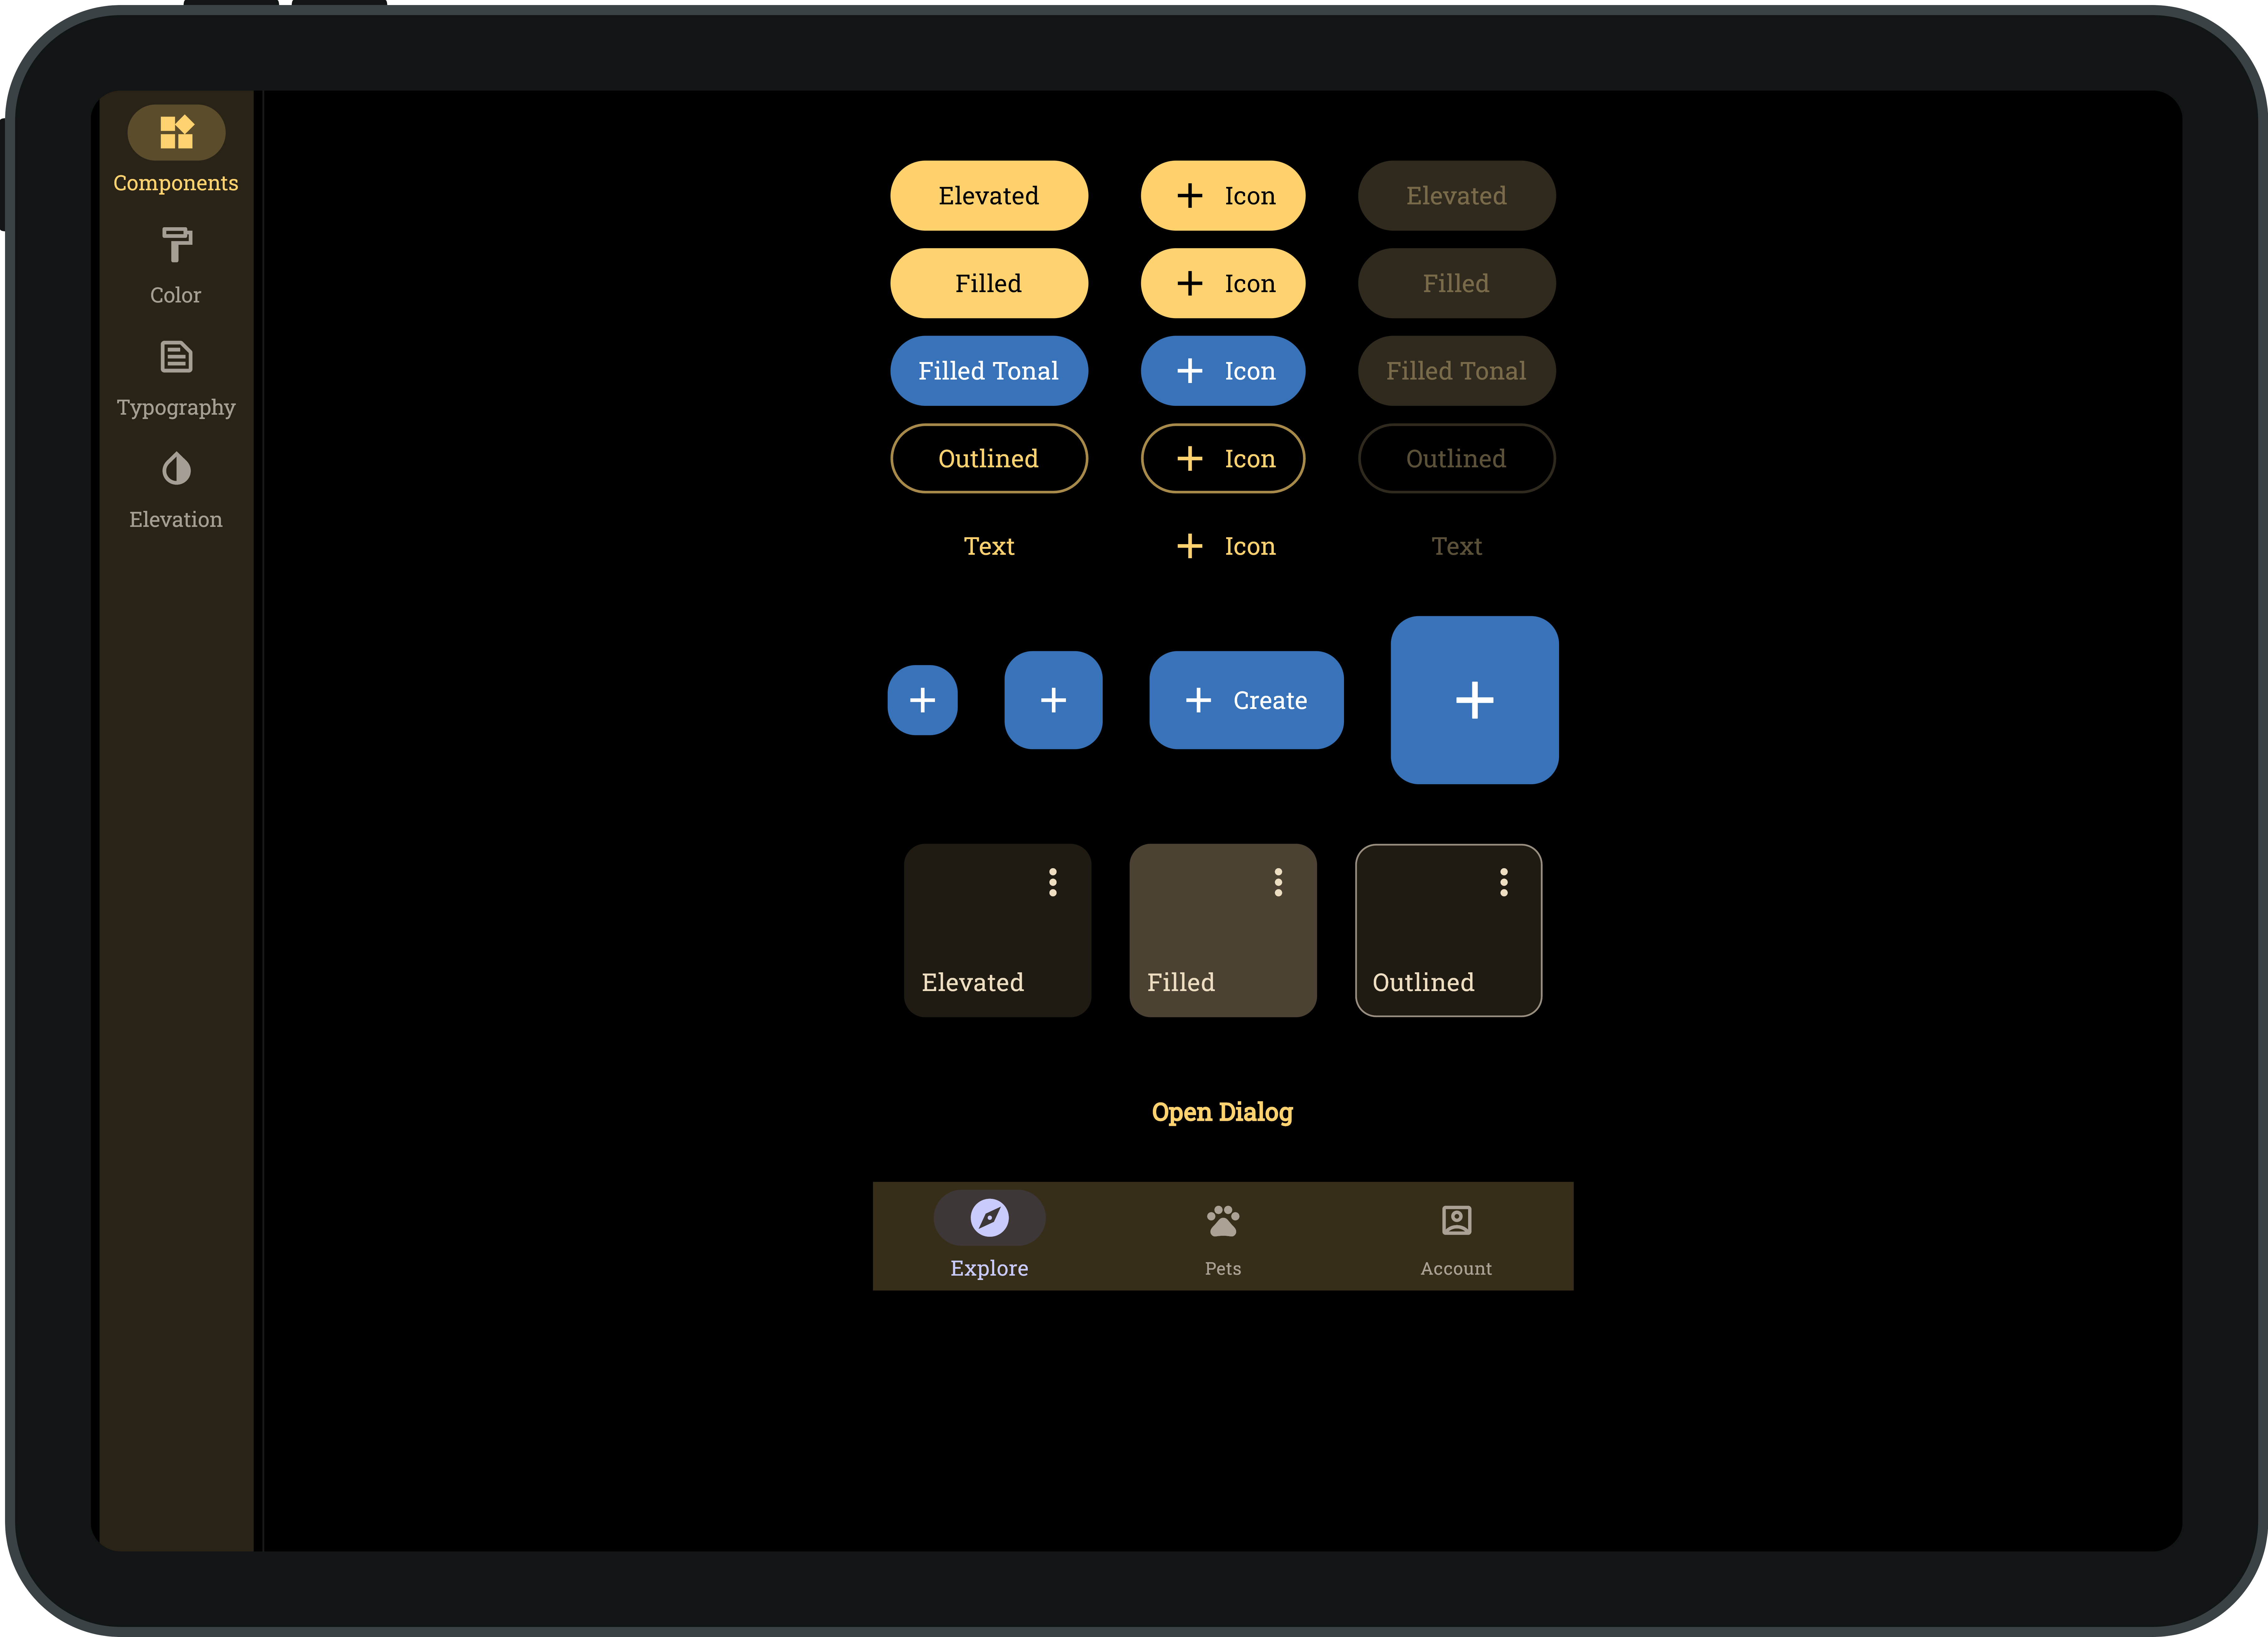 Components
Color
Typography
Elevation
Elevated
Icon
Elevated
Filled
Icon
Filled
Filled Tonal
Icon
Filled Tonal
Outlined
Icon
Outlined
Text
Icon
Text
Create
Elevated
Filled
Outlined
Open Dialog
Explore
Pets
Account